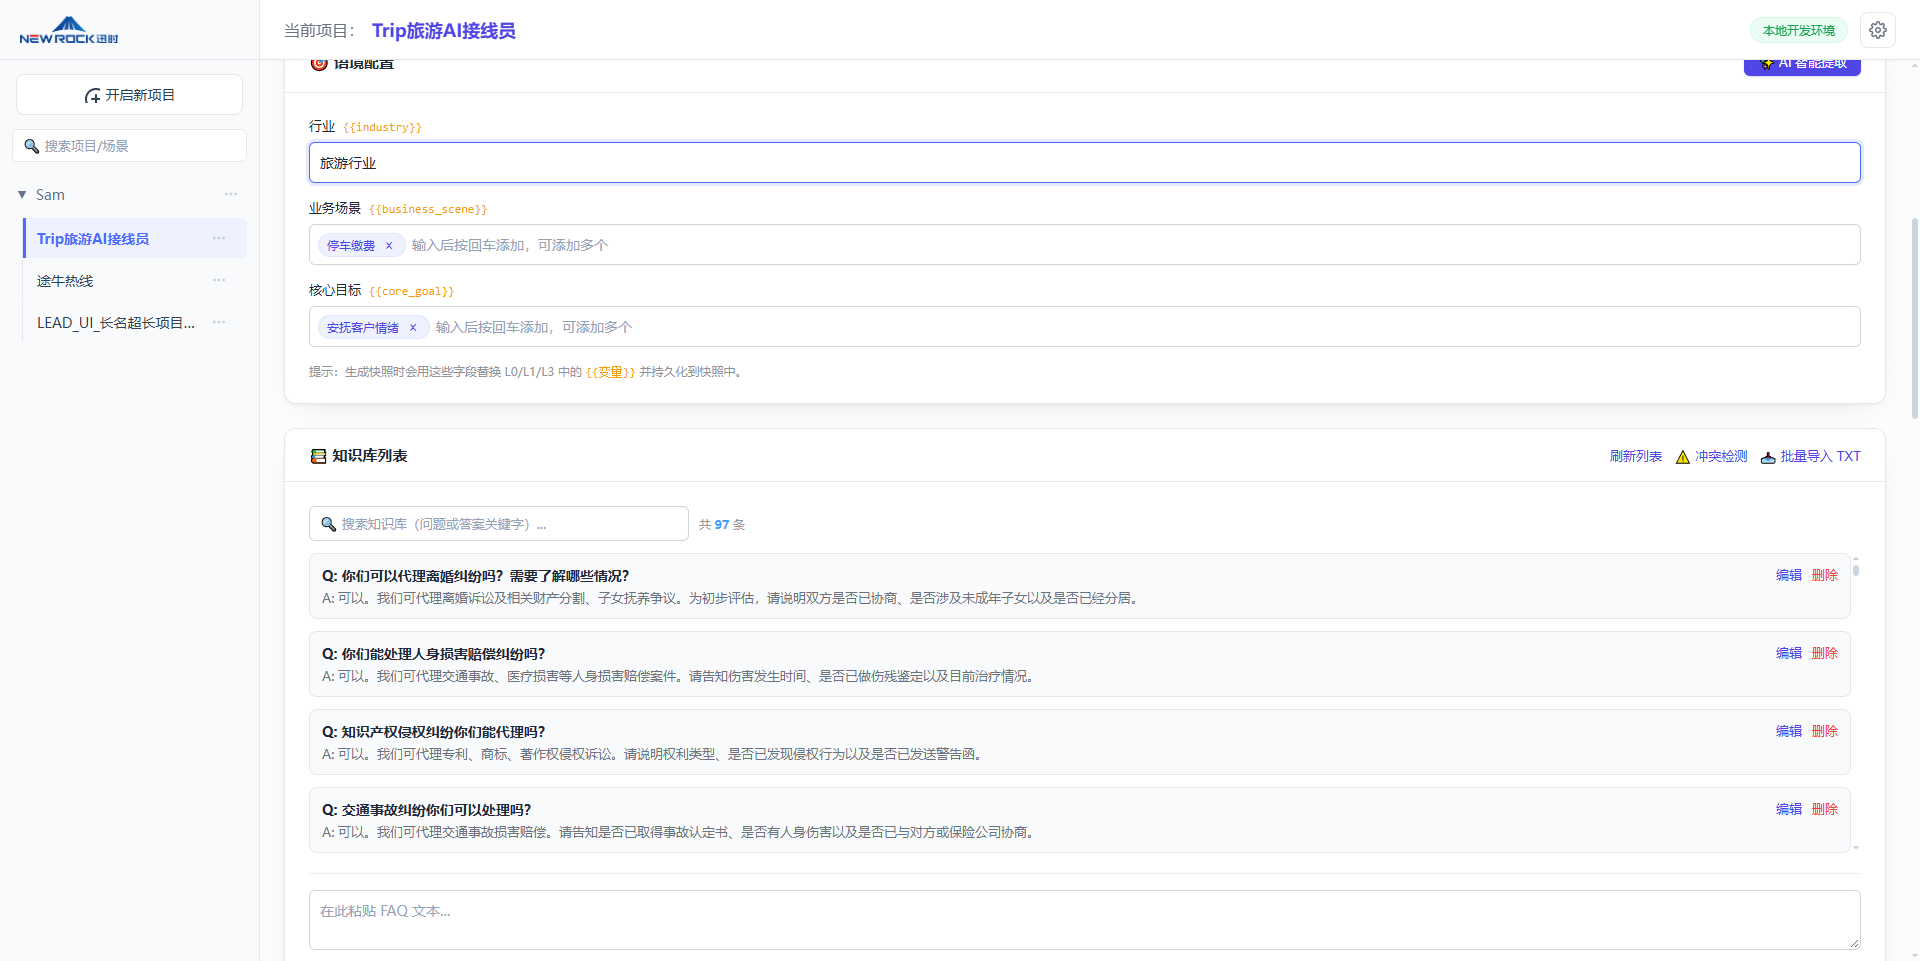 NEWROCK迅时
当前项目： Trip旅游AI接线员
本地开发环境
开启新项目
搜索项目/场景
Sam
Trip旅游AI接线员
途牛热线
LEAD_UI_长名超长项目...
语境配置
AI 智能提取
行业 {{industry}}
旅游行业
业务场景 {{business_scene}}
停车缴费 × 输入后按回车添加，可添加多个
核心目标 {{core_goal}}
安抚客户情绪 × 输入后按回车添加，可添加多个
提示：生成快照时会用这些字段替换 L0/L1/L3 中的 {{变量}} 并持久化到快照中。
知识库列表
刷新列表 冲突检测 批量导入 TXT
搜索知识库（问题或答案关键字）...
共 97 条
Q: 你们可以代理离婚纠纷吗？需要了解哪些情况？
编辑 删除
A: 可以。我们可代理离婚诉讼及相关财产分割、子女抚养争议。为初步评估，请说明双方是否已协商、是否涉及未成年子女以及是否已经分居。
Q: 你们能处理人身损害赔偿纠纷吗？
编辑 删除
A: 可以。我们可代理交通事故、医疗损害等人身损害赔偿案件。请告知伤害发生时间、是否已做伤残鉴定以及目前治疗情况。
Q: 知识产权侵权纠纷你们能代理吗？
编辑 删除
A: 可以。我们可代理专利、商标、著作权侵权诉讼。请说明权利类型、是否已发现侵权行为以及是否已发送警告函。
Q: 交通事故纠纷你们可以处理吗？
编辑 删除
A: 可以。我们可代理交通事故损害赔偿。请告知是否已取得事故认定书、是否有人身伤害以及是否已与对方或保险公司协商。
在此粘贴 FAQ 文本...